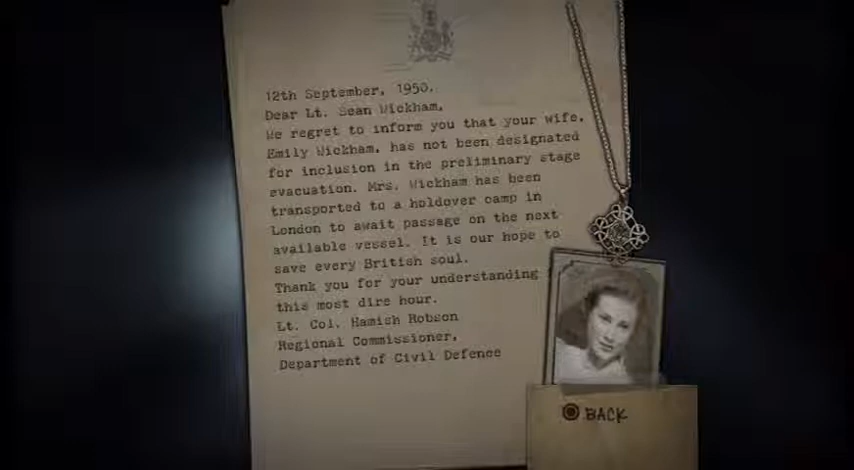 12th September, 1950.
Dear Lt. Sean Wickham,
We regret to inform you that your wife,
Emily Wickham, has not been designated
for inclusion in the preliminary stage
evacuation. Mrs. Wickham has been
transported to a holdover camp in
London to await passage on the next
available vessel. It is our hope to
save every British soul.
Thank you for your understanding
this most dire hour.
Lt. Col. Hamish Robson
Regional Commissioner,
Department of Civil Defence
BACK